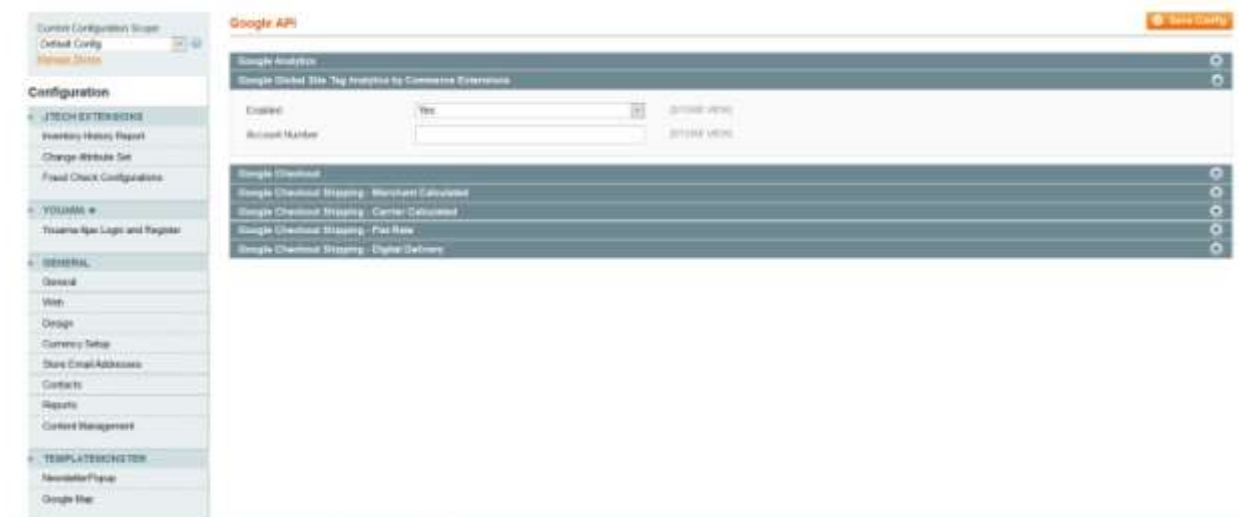 Current Configuration Scope:
Default Config
Manage Stores
Configuration
JTECH EXTENSIONS
Inventory History Report
Change Attribute Set
Fraud Check Configurations
YOUAMA
Youama Ajax Login and Register
GENERAL
General
Web
Design
Currency Setup
Store Email Addresses
Contacts
Reports
Content Management
TEMPLATEMONSTER
NewsletterPopup
Google Map
Google API
Save Config
Google Analytics
Google Global Site Tag Analytics by Commerce Extensions
Enabled
Yes
[STORE VIEW]
Account Number
[STORE VIEW]
Google Checkout
Google Checkout Shipping - Merchant Calculated
Google Checkout Shipping - Carrier Calculated
Google Checkout Shipping - Flat Rate
Google Checkout Shipping - Digital Delivery